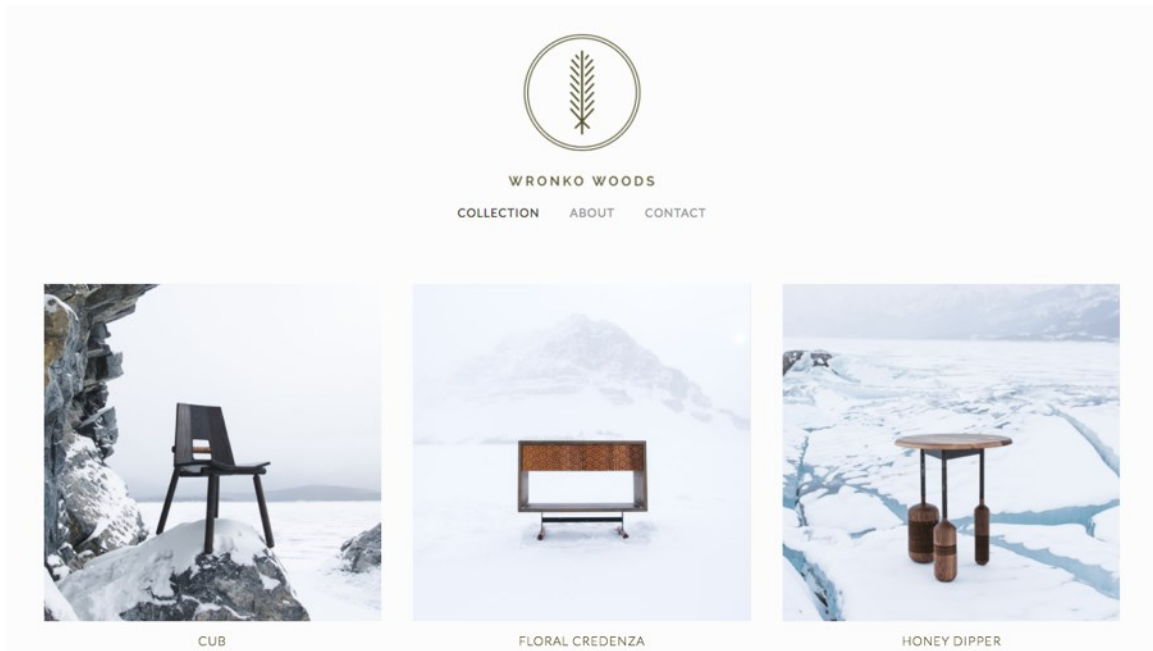 WRONKO WOODS
COLLECTION ABOUT CONTACT
CUB FLORAL CREDENZA HONEY DIPPER